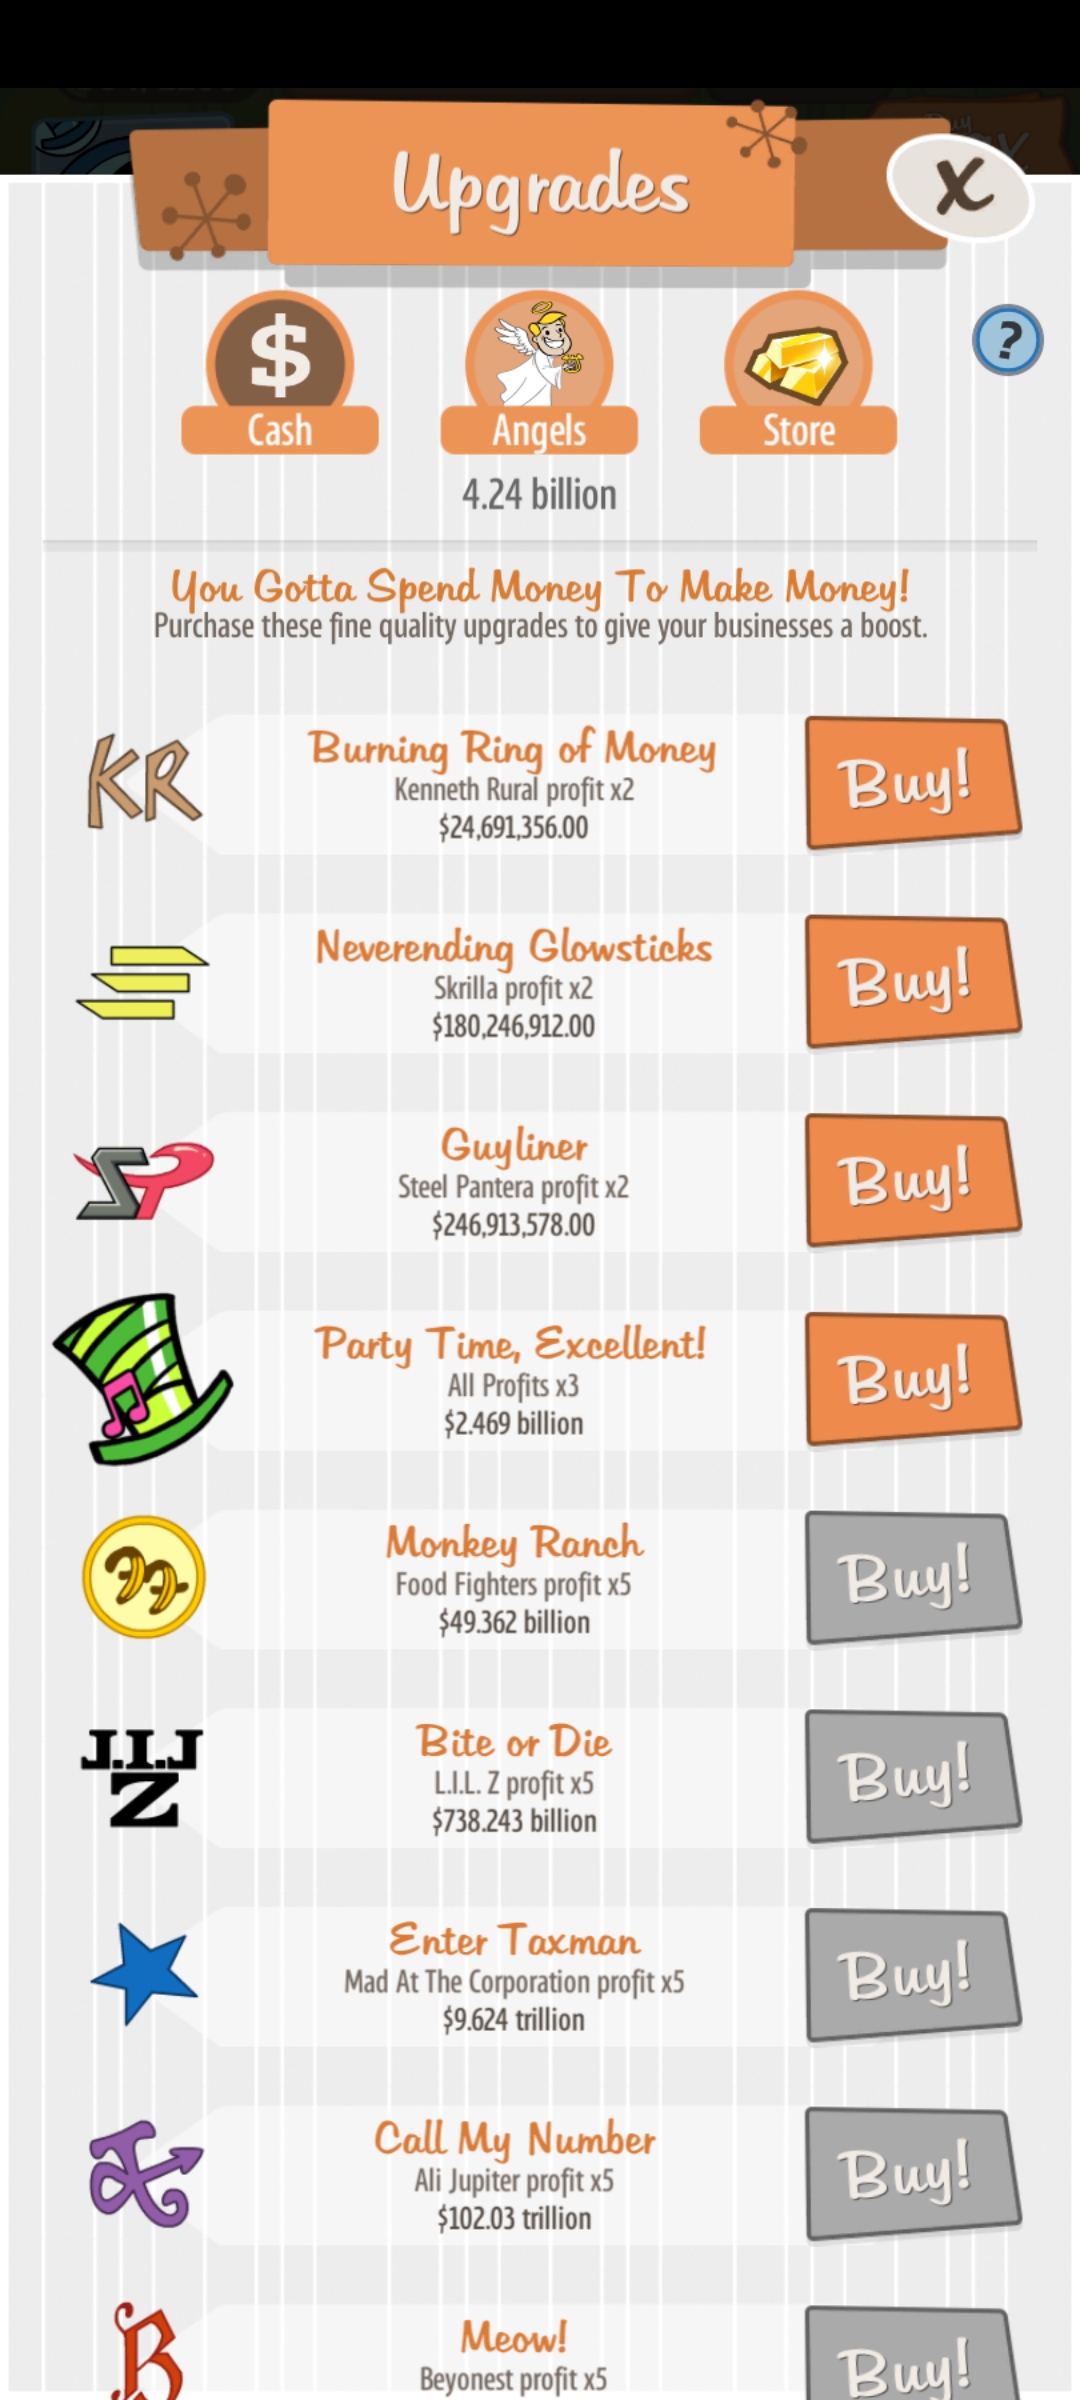 Upgrades
X
$
?
Cash
Angels
Store
4.24 billion
You Gotta Spend Money To Make Money!
Purchase these fine quality upgrades to give your businesses a boost.
KR
Burning Ring of Money
Kenneth Rural profit x2
$24,691,356.00
Buy!
Neverending Glowsticks
Skrilla profit x2
$180,246,912.00
Buy!
SP
Guyliner
Steel Pantera profit x2
$246,913,578.00
Buy!
Party Time, Excellent!
All Profits x3
$2.469 billion
Buy!
Monkey Ranch
Food Fighters profit x5
$49.362 billion
Buy!
Z
Bite or Die
L.I.L. Z profit x5
$738.243 billion
Buy!
Enter Taxman
Mad At The Corporation profit x5
$9.624 trillion
Buy!
Call My Number
Ali Jupiter profit x5
$102.03 trillion
Buy!
B
Meow!
Beyonest profit x5
Buy!